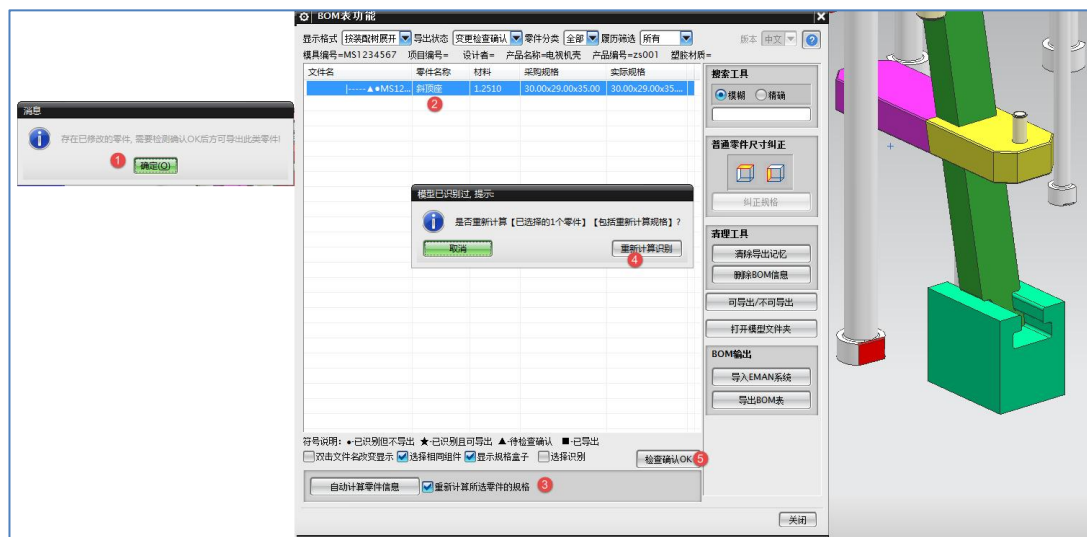 BOM表功能
显示格式 按装配树展开 导出状态 变更检查确认 零件分类 全部 履历筛选 所有 版本 中文
模具编号=MS1234567 项目编号= 设计者= 产品名称=电视机壳 产品编号=zs001 塑胶材质=
文件名 零件名称 材料 采购规格 实际规格
|-----▲●MS12... 斜顶座 1.2510 30.00x29.00x35.00 30.00x29.00x35....
2
消息
存在已修改的零件, 需要检测确认OK后方可导出此类零件!
1 确定(O)
模型已识别过, 提示:
是否重新计算【已选择的1个零件】【包括重新计算规格】?
取消 重新计算识别
4
搜索工具
模糊 精确
普通零件尺寸纠正
纠正规格
清理工具
清除导出记忆
删除BOM信息
可导出/不可导出
打开模型文件夹
BOM输出
导入EMAN系统
导出BOM表
符号说明: ●-已识别但不导出 ★-已识别且可导出 ▲-待检查确认 ■-已导出
双击文件名改变显示 选择相同组件 显示规格盒子 选择识别 检查确认OK 5
自动计算零件信息 重新计算所选零件的规格 3
关闭